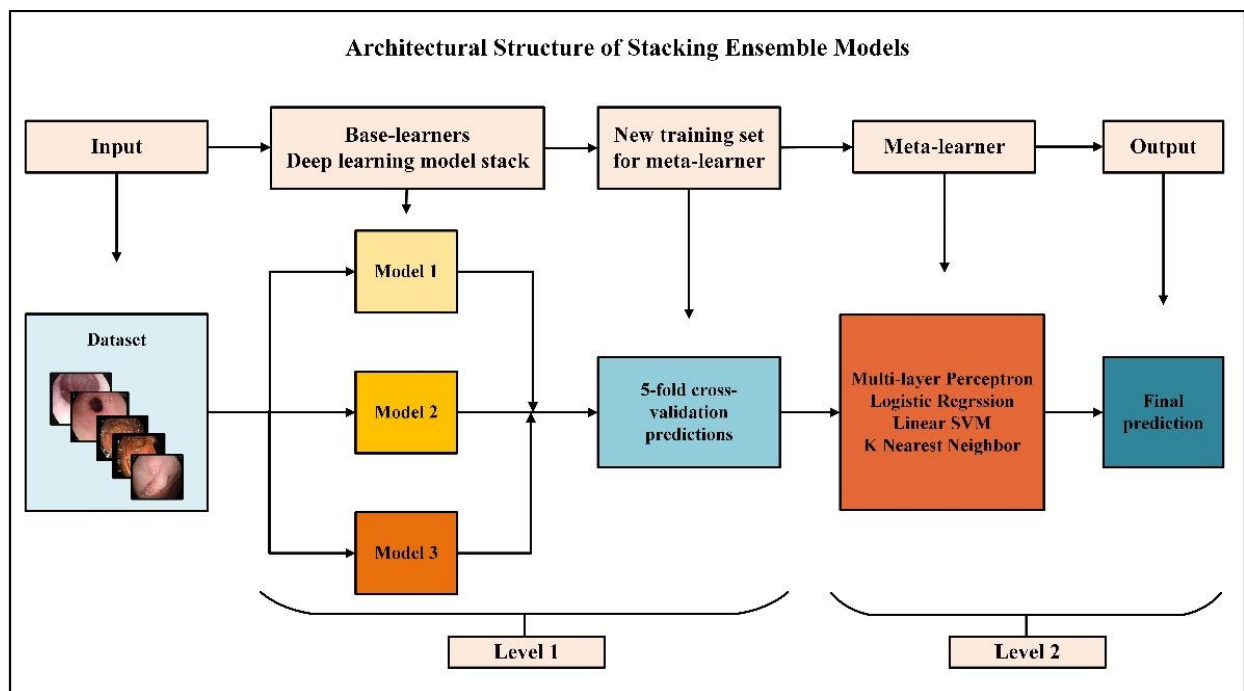 Architectural Structure of Stacking Ensemble Models
Input
Base-learners
Deep learning model stack
New training set
for meta-learner
Meta-learner
Output
Dataset
Model 1
Model 2
Model 3
5-fold cross-
validation
predictions
Multi-layer Perceptron
Logistic Regrssion
Linear SVM
K Nearest Neighbor
Final
prediction
Level 1
Level 2